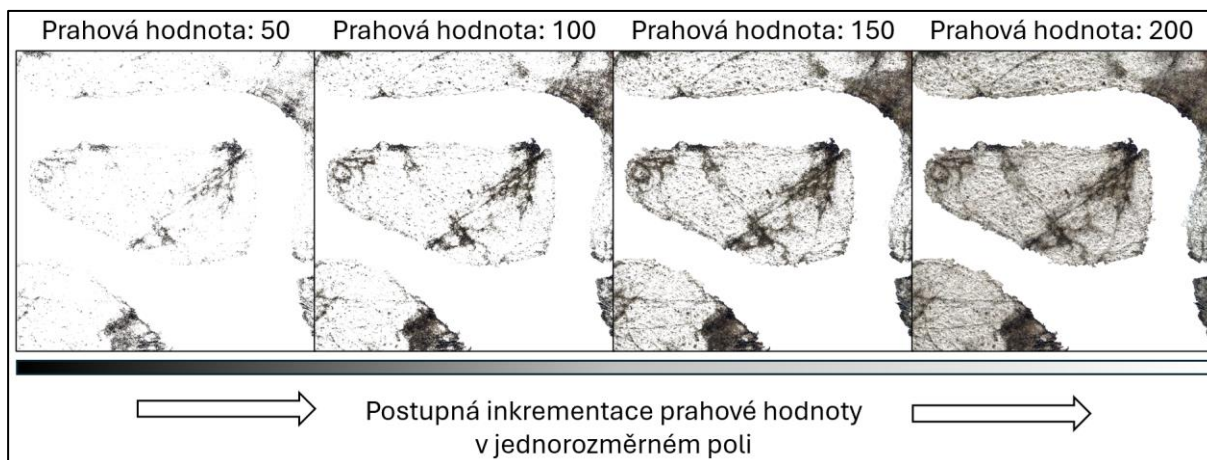 Prahová hodnota: 50
Prahová hodnota: 100
Prahová hodnota: 150
Prahová hodnota: 200
Postupná inkrementace prahové hodnoty
v jednorozměrném poli